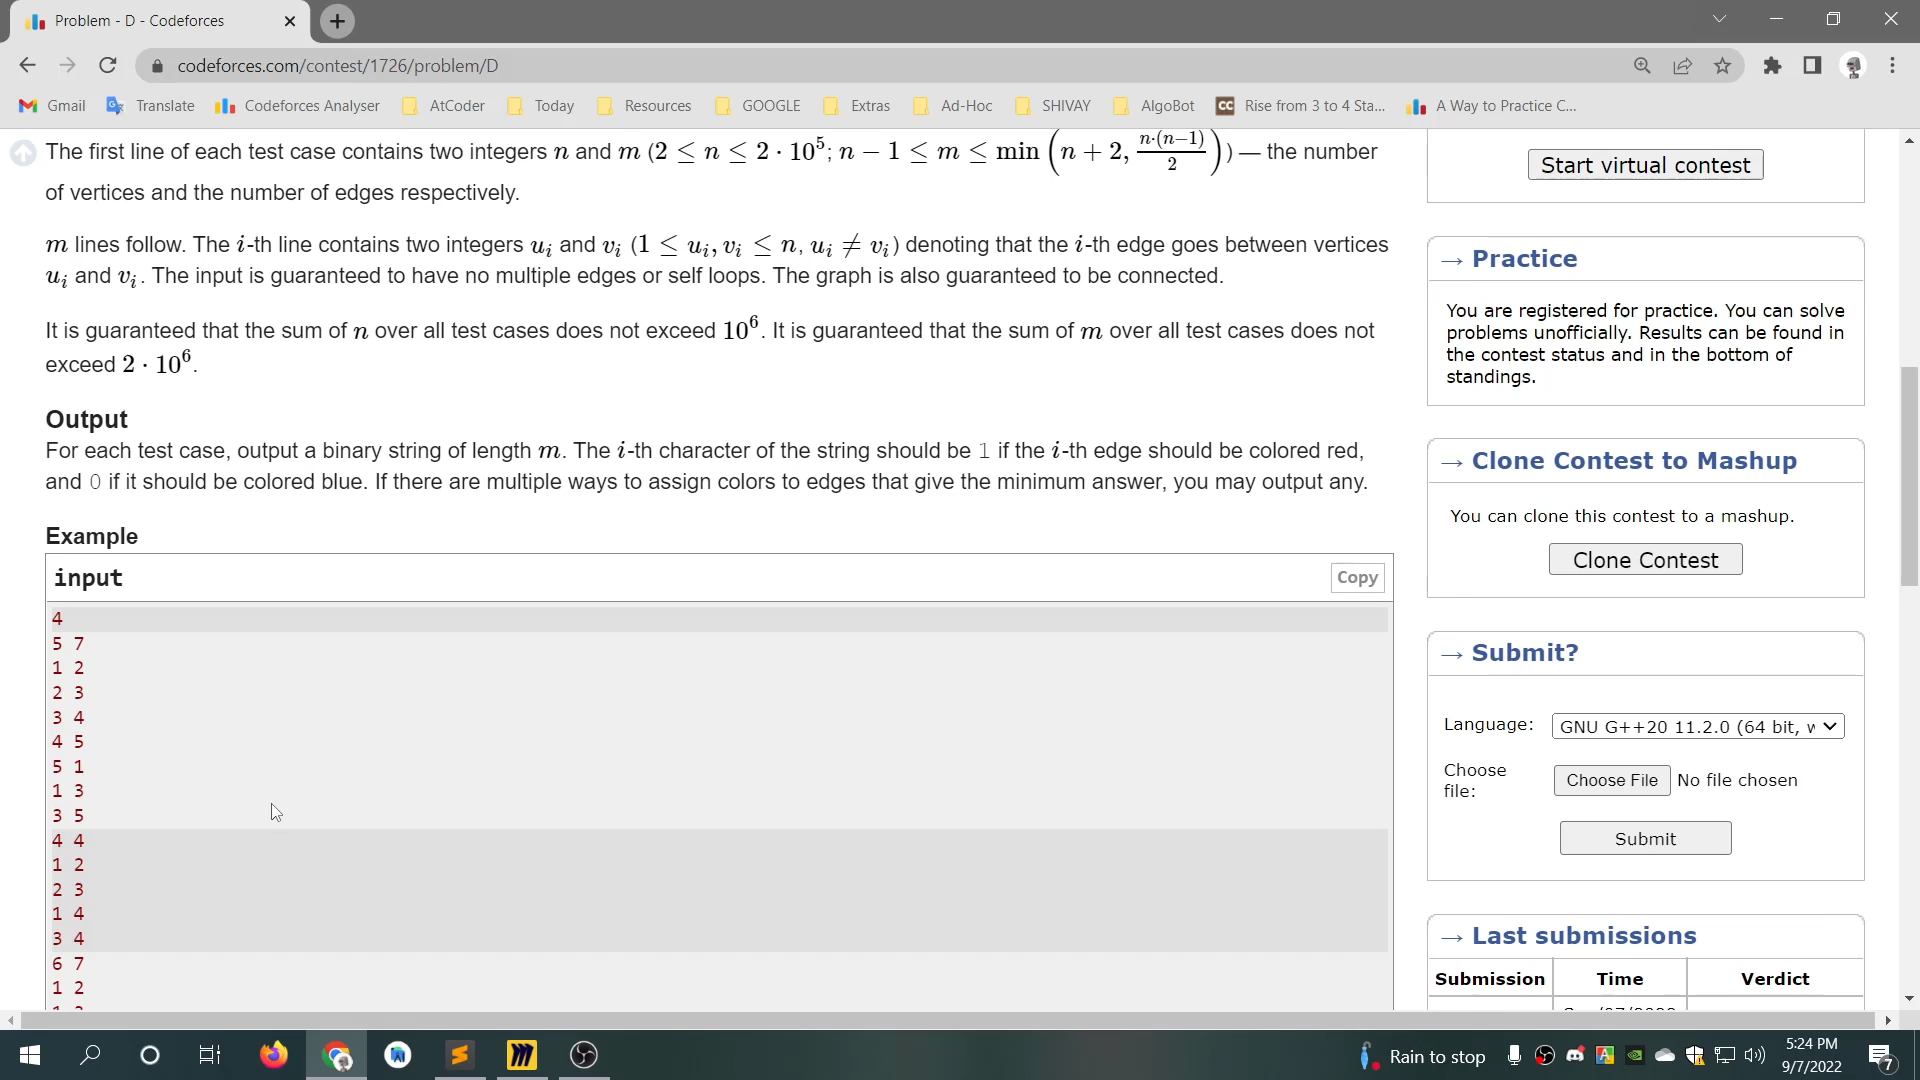 Problem - D - Codeforces
codeforces.com/contest/1726/problem/D
Gmail Translate Codeforces Analyser AtCoder Today Resources GOOGLE Extras Ad-Hoc SHIVAY AlgoBot CC Rise from 3 to 4 Sta... A Way to Practice C...
The first line of each test case contains two integers n and m (2 ≤ n ≤ 2 · 10^5; n − 1 ≤ m ≤ min (n + 2, n·(n−1)/2)) — the number
of vertices and the number of edges respectively.
m lines follow. The i-th line contains two integers u_i and v_i (1 ≤ u_i, v_i ≤ n, u_i ≠ v_i) denoting that the i-th edge goes between vertices
u_i and v_i. The input is guaranteed to have no multiple edges or self loops. The graph is also guaranteed to be connected.
It is guaranteed that the sum of n over all test cases does not exceed 10^6. It is guaranteed that the sum of m over all test cases does not
exceed 2 · 10^6.
Output
For each test case, output a binary string of length m. The i-th character of the string should be 1 if the i-th edge should be colored red,
and 0 if it should be colored blue. If there are multiple ways to assign colors to edges that give the minimum answer, you may output any.
Example
input
Copy
4
5 7
1 2
2 3
3 4
4 5
5 1
1 3
3 5
4 4
1 2
2 3
1 4
3 4
6 7
1 2
Start virtual contest
→ Practice
You are registered for practice. You can solve
problems unofficially. Results can be found in
the contest status and in the bottom of
standings.
→ Clone Contest to Mashup
You can clone this contest to a mashup.
Clone Contest
→ Submit?
Language: GNU G++20 11.2.0 (64 bit, w
Choose
file:
Choose File No file chosen
Submit
→ Last submissions
Submission Time Verdict
Rain to stop
5:24 PM
9/7/2022
7